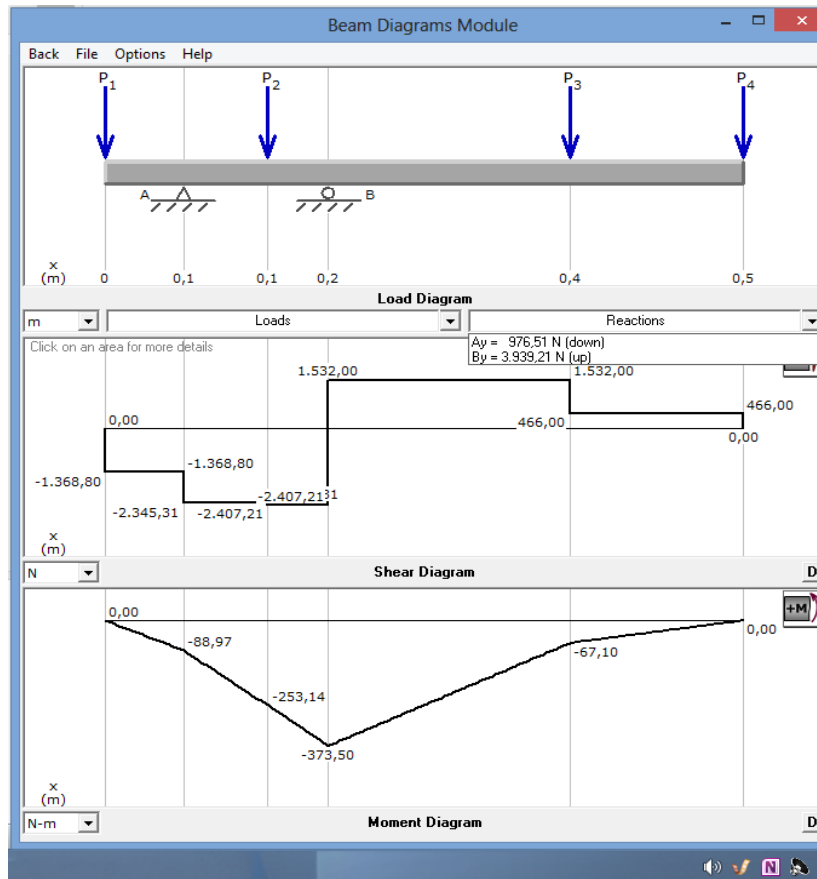 Beam Diagrams Module
Back File Options Help
P1 P2 P3 P4
A B
x
(m) 0 0,1 0,1 0,2 0,4 0,5
Load Diagram
m Loads Reactions
Click on an area for more details
Ay = 976,51 N (down)
By = 3.939,21 N (up)
1.532,00 1.532,00
0,00 466,00 466,00
0,00
-1.368,80 -1.368,80
-2.345,31 -2.407,21 -2.407,21 31
x
(m)
N Shear Diagram D
0,00 +M
0,00
-88,97 -67,10
-253,14
-373,50
x
(m)
N-m Moment Diagram D
N